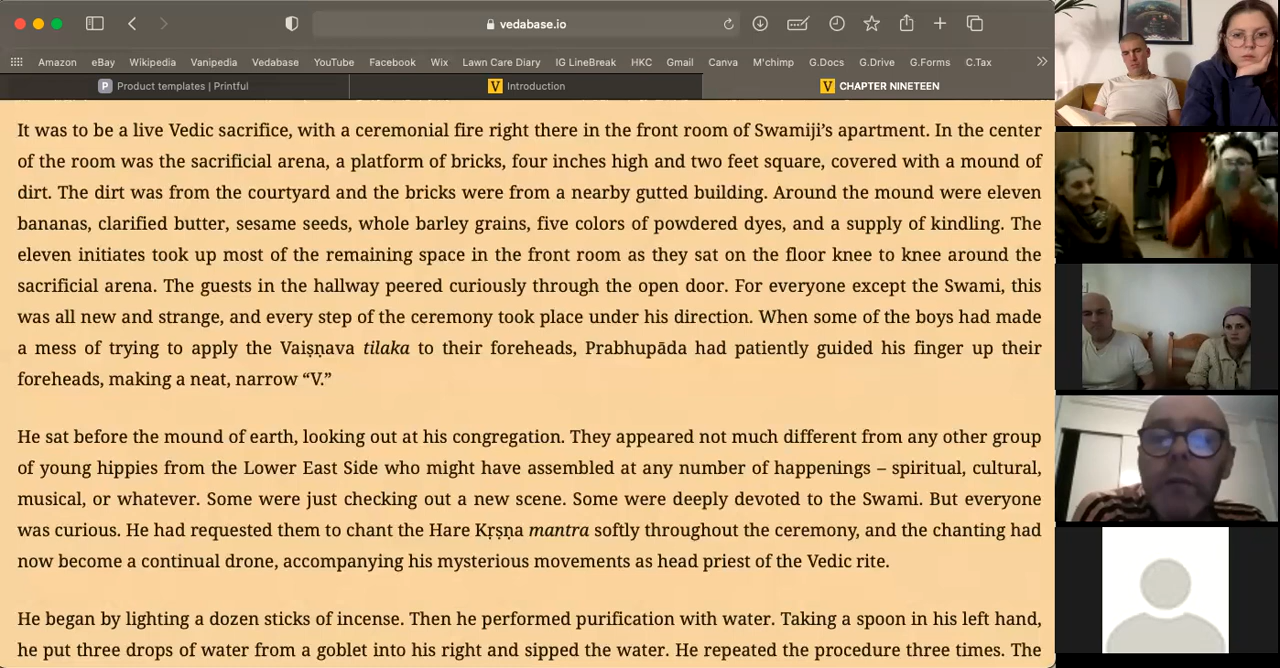 vedabase.io
Amazon eBay Wikipedia Vanipedia Vedabase YouTube Facebook Wix Lawn Care Diary IG LineBreak HKC Gmail Canva M'chimp G.Docs G.Drive G.Forms C.Tax
P Product templates | Printful V Introduction V CHAPTER NINETEEN
It was to be a live Vedic sacrifice, with a ceremonial fire right there in the front room of Swamiji’s apartment. In the center
of the room was the sacrificial arena, a platform of bricks, four inches high and two feet square, covered with a mound of
dirt. The dirt was from the courtyard and the bricks were from a nearby gutted building. Around the mound were eleven
bananas, clarified butter, sesame seeds, whole barley grains, five colors of powdered dyes, and a supply of kindling. The
eleven initiates took up most of the remaining space in the front room as they sat on the floor knee to knee around the
sacrificial arena. The guests in the hallway peered curiously through the open door. For everyone except the Swami, this
was all new and strange, and every step of the ceremony took place under his direction. When some of the boys had made
a mess of trying to apply the Vaiṣṇava tilaka to their foreheads, Prabhupāda had patiently guided his finger up their
foreheads, making a neat, narrow “V.”
He sat before the mound of earth, looking out at his congregation. They appeared not much different from any other group
of young hippies from the Lower East Side who might have assembled at any number of happenings – spiritual, cultural,
musical, or whatever. Some were just checking out a new scene. Some were deeply devoted to the Swami. But everyone
was curious. He had requested them to chant the Hare Kṛṣṇa mantra softly throughout the ceremony, and the chanting had
now become a continual drone, accompanying his mysterious movements as head priest of the Vedic rite.
He began by lighting a dozen sticks of incense. Then he performed purification with water. Taking a spoon in his left hand,
he put three drops of water from a goblet into his right and sipped the water. He repeated the procedure three times. The